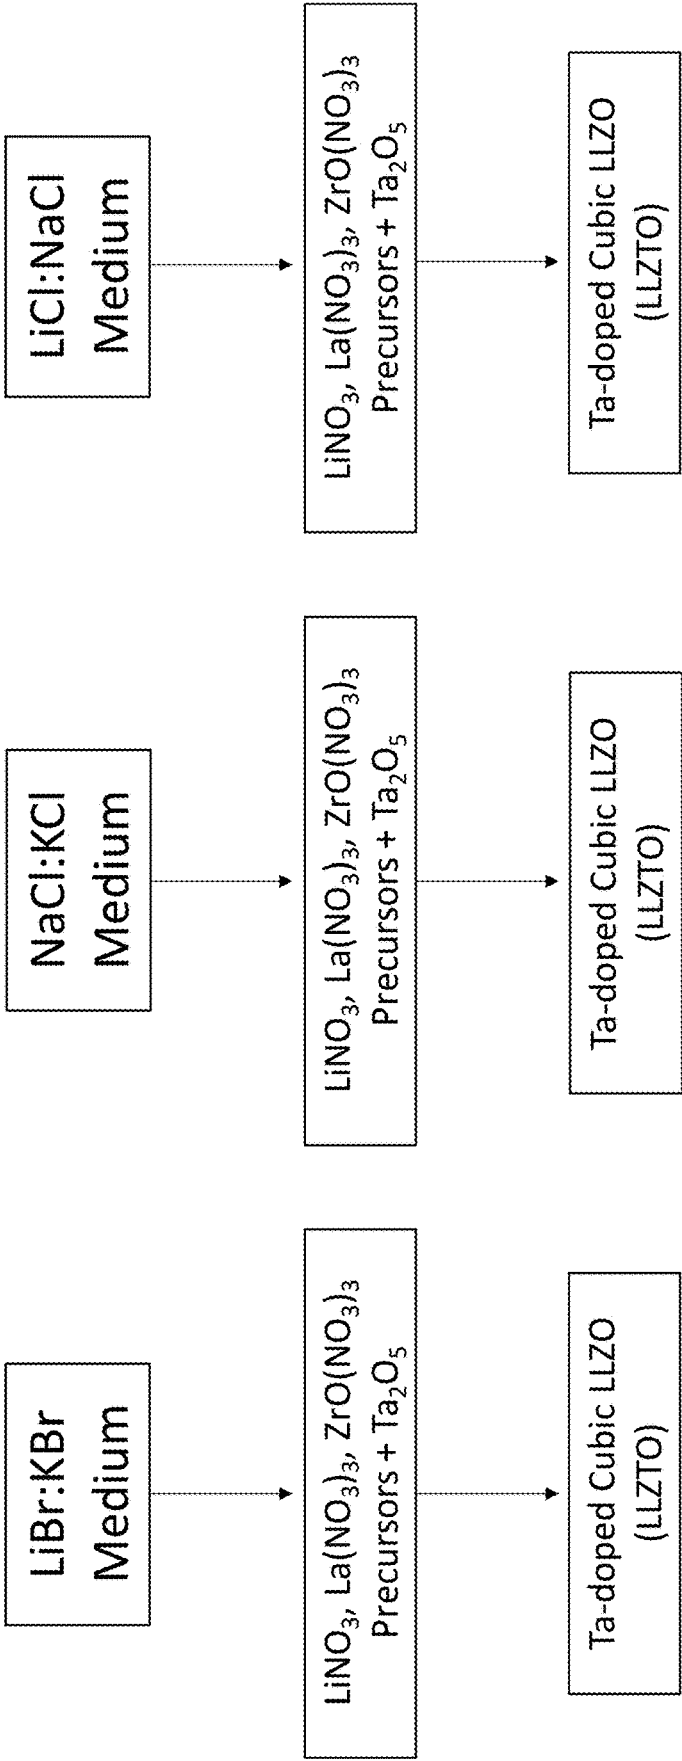 LiBr:KBr
Medium
LiNO₃, La(NO₃)₃, ZrO(NO₃)₃
Precursors + Ta₂O₅
Ta-doped Cubic LLZO
(LLZTO)
NaCl:KCl
Medium
LiNO₃, La(NO₃)₃, ZrO(NO₃)₃
Precursors + Ta₂O₅
Ta-doped Cubic LLZO
(LLZTO)
LiCl:NaCl
Medium
LiNO₃, La(NO₃)₃, ZrO(NO₃)₃
Precursors + Ta₂O₅
Ta-doped Cubic LLZO
(LLZTO)